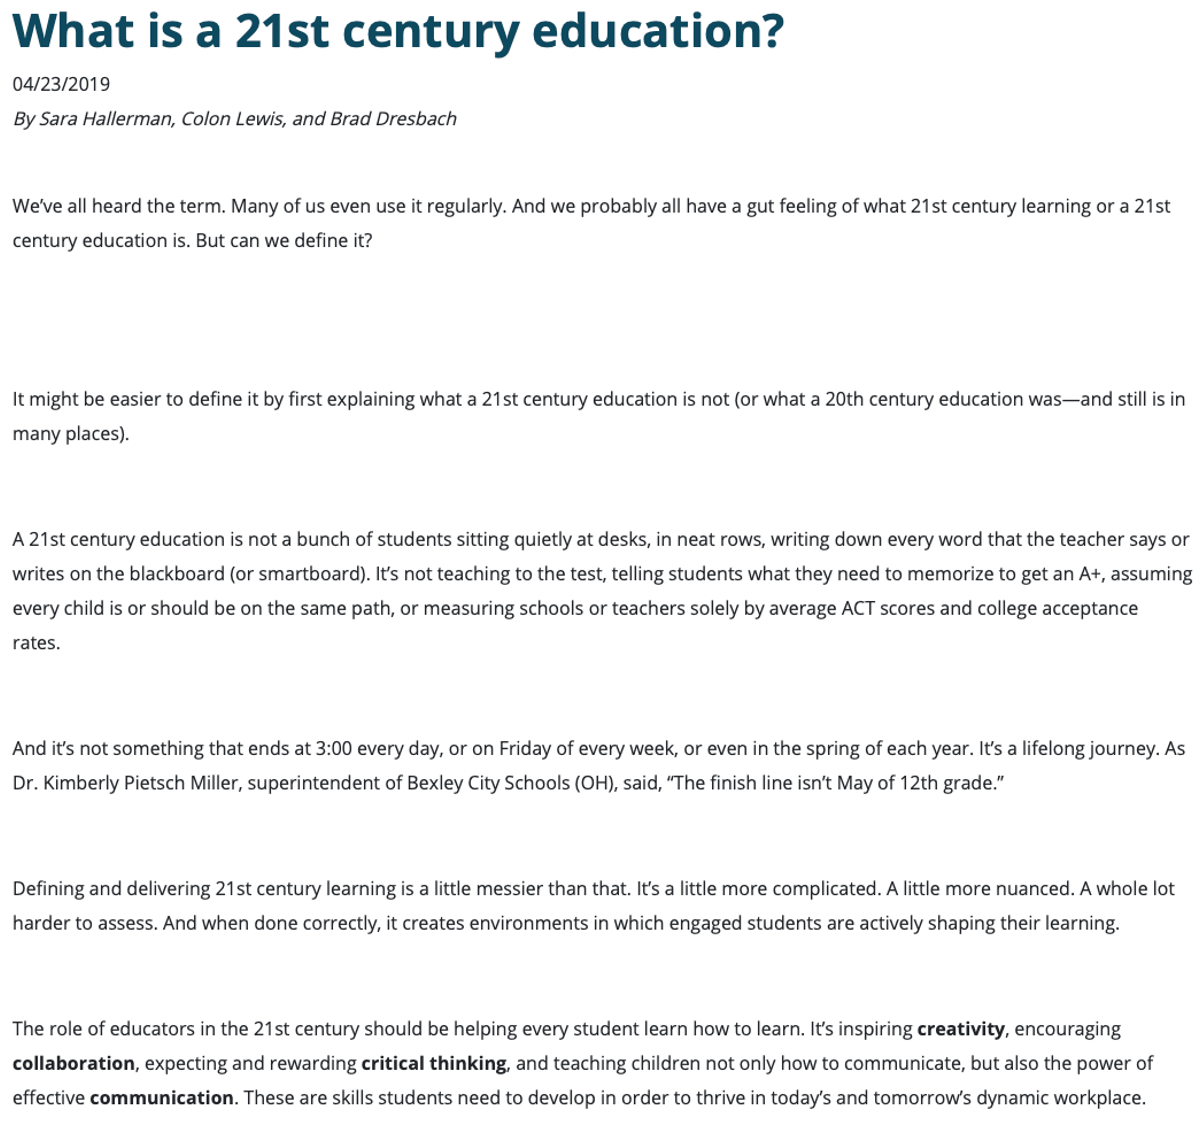 What is a 21st century education?
04/23/2019
By Sara Hallerman, Colon Lewis, and Brad Dresbach
We’ve all heard the term. Many of us even use it regularly. And we probably all have a gut feeling of what 21st century learning or a 21st
century education is. But can we define it?
It might be easier to define it by first explaining what a 21st century education is not (or what a 20th century education was—and still is in
many places).
A 21st century education is not a bunch of students sitting quietly at desks, in neat rows, writing down every word that the teacher says or
writes on the blackboard (or smartboard). It’s not teaching to the test, telling students what they need to memorize to get an A+, assuming
every child is or should be on the same path, or measuring schools or teachers solely by average ACT scores and college acceptance
rates.
And it’s not something that ends at 3:00 every day, or on Friday of every week, or even in the spring of each year. It’s a lifelong journey. As
Dr. Kimberly Pietsch Miller, superintendent of Bexley City Schools (OH), said, “The finish line isn’t May of 12th grade.”
Defining and delivering 21st century learning is a little messier than that. It’s a little more complicated. A little more nuanced. A whole lot
harder to assess. And when done correctly, it creates environments in which engaged students are actively shaping their learning.
The role of educators in the 21st century should be helping every student learn how to learn. It’s inspiring creativity, encouraging
collaboration, expecting and rewarding critical thinking, and teaching children not only how to communicate, but also the power of
effective communication. These are skills students need to develop in order to thrive in today’s and tomorrow’s dynamic workplace.